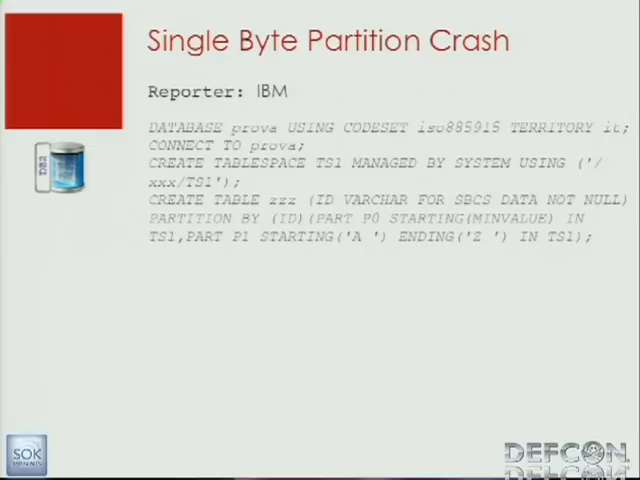 Single Byte Partition Crash
Reporter: IBM
DATABASE prova USING CODESET iso885915 TERRITORY it;
CONNECT TO prova;
CREATE TABLESPACE TS1 MANAGED BY SYSTEM USING ('/
xxx/TS1');
CREATE TABLE zzz (ID VARCHAR FOR SBCS DATA NOT NULL)
PARTITION BY (ID)(PART P0 STARTING(MINVALUE) IN
TS1,PART P1 STARTING('A ') ENDING('Z ') IN TS1);
DB2
SOK
DEFCON